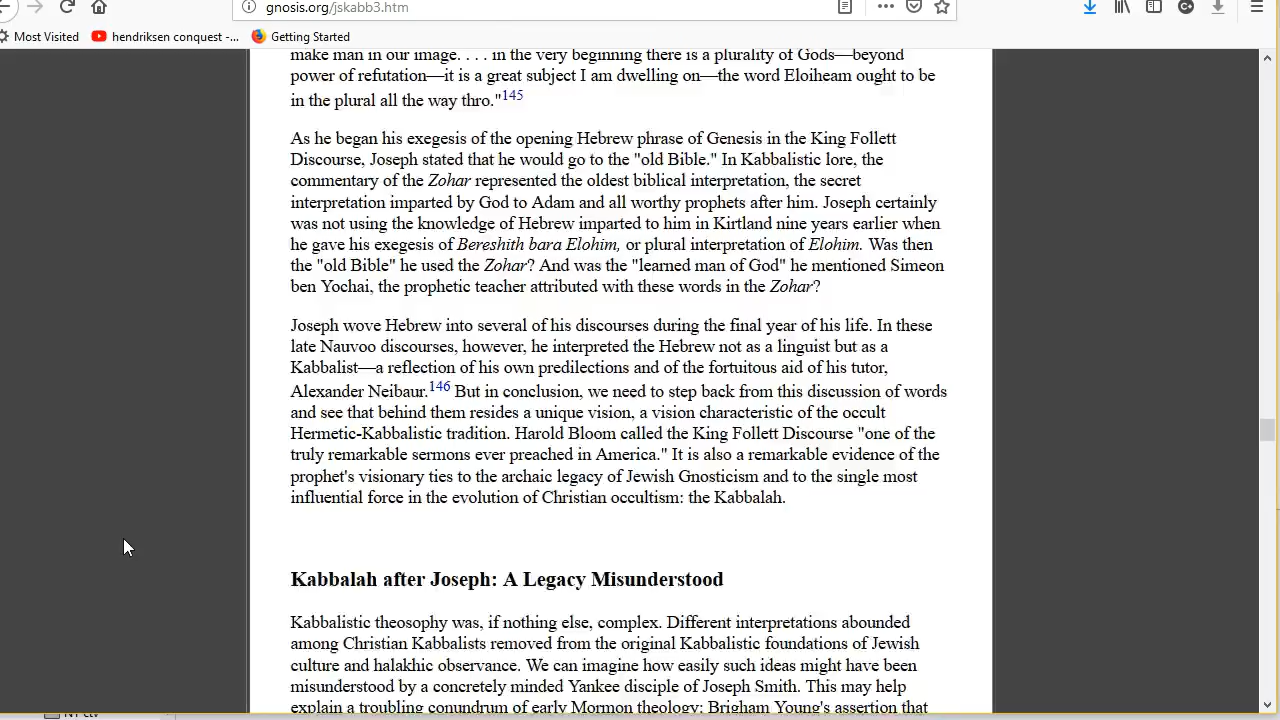 gnosis.org/jskabb3.htm
Most Visited hendriksen conquest -... Getting Started
make man in our image. . . . in the very beginning there is a plurality of Gods—beyond
power of refutation—it is a great subject I am dwelling on—the word Eloiheam ought to be
in the plural all the way thro."145
As he began his exegesis of the opening Hebrew phrase of Genesis in the King Follett
Discourse, Joseph stated that he would go to the "old Bible." In Kabbalistic lore, the
commentary of the Zohar represented the oldest biblical interpretation, the secret
interpretation imparted by God to Adam and all worthy prophets after him. Joseph certainly
was not using the knowledge of Hebrew imparted to him in Kirtland nine years earlier when
he gave his exegesis of Bereshith bara Elohim, or plural interpretation of Elohim. Was then
the "old Bible" he used the Zohar? And was the "learned man of God" he mentioned Simeon
ben Yochai, the prophetic teacher attributed with these words in the Zohar?
Joseph wove Hebrew into several of his discourses during the final year of his life. In these
late Nauvoo discourses, however, he interpreted the Hebrew not as a linguist but as a
Kabbalist—a reflection of his own predilections and of the fortuitous aid of his tutor,
Alexander Neibaur.146 But in conclusion, we need to step back from this discussion of words
and see that behind them resides a unique vision, a vision characteristic of the occult
Hermetic-Kabbalistic tradition. Harold Bloom called the King Follett Discourse "one of the
truly remarkable sermons ever preached in America." It is also a remarkable evidence of the
prophet's visionary ties to the archaic legacy of Jewish Gnosticism and to the single most
influential force in the evolution of Christian occultism: the Kabbalah.
Kabbalah after Joseph: A Legacy Misunderstood
Kabbalistic theosophy was, if nothing else, complex. Different interpretations abounded
among Christian Kabbalists removed from the original Kabbalistic foundations of Jewish
culture and halakhic observance. We can imagine how easily such ideas might have been
misunderstood by a concretely minded Yankee disciple of Joseph Smith. This may help
explain a troubling conundrum of early Mormon theology: Brigham Young's assertion that